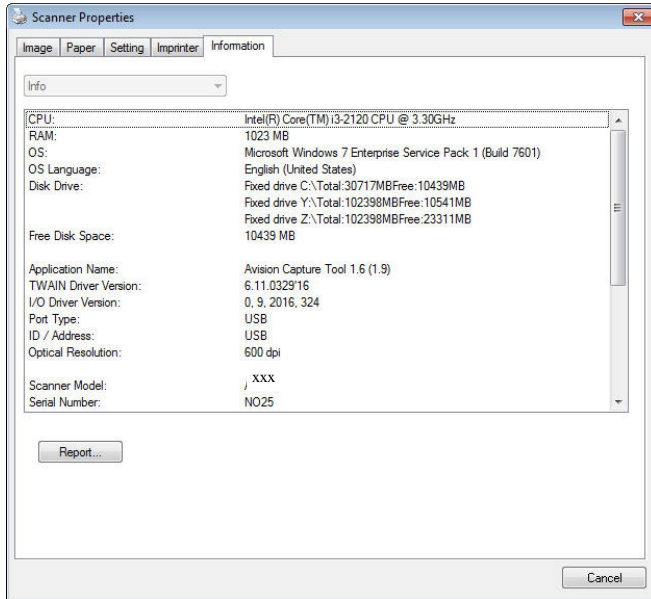 Scanner Properties
Image Paper Setting Imprinter Information
Info
CPU: Intel(R) Core(TM) i3-2120 CPU @ 3.30GHz
RAM: 1023 MB
OS: Microsoft Windows 7 Enterprise Service Pack 1 (Build 7601)
OS Language: English (United States)
Disk Drive: Fixed drive C:\Total:30717MBFree:10439MB
Fixed drive Y:\Total:102398MBFree:10541MB
Fixed drive Z:\Total:102398MBFree:23311MB
Free Disk Space: 10439 MB
Application Name: Avision Capture Tool 1.6 (1.9)
TWAIN Driver Version: 6.11.0329'16
I/O Driver Version: 0, 9, 2016, 324
Port Type: USB
ID / Address: USB
Optical Resolution: 600 dpi
Scanner Model: xxx
Serial Number: NO25
Report...
Cancel